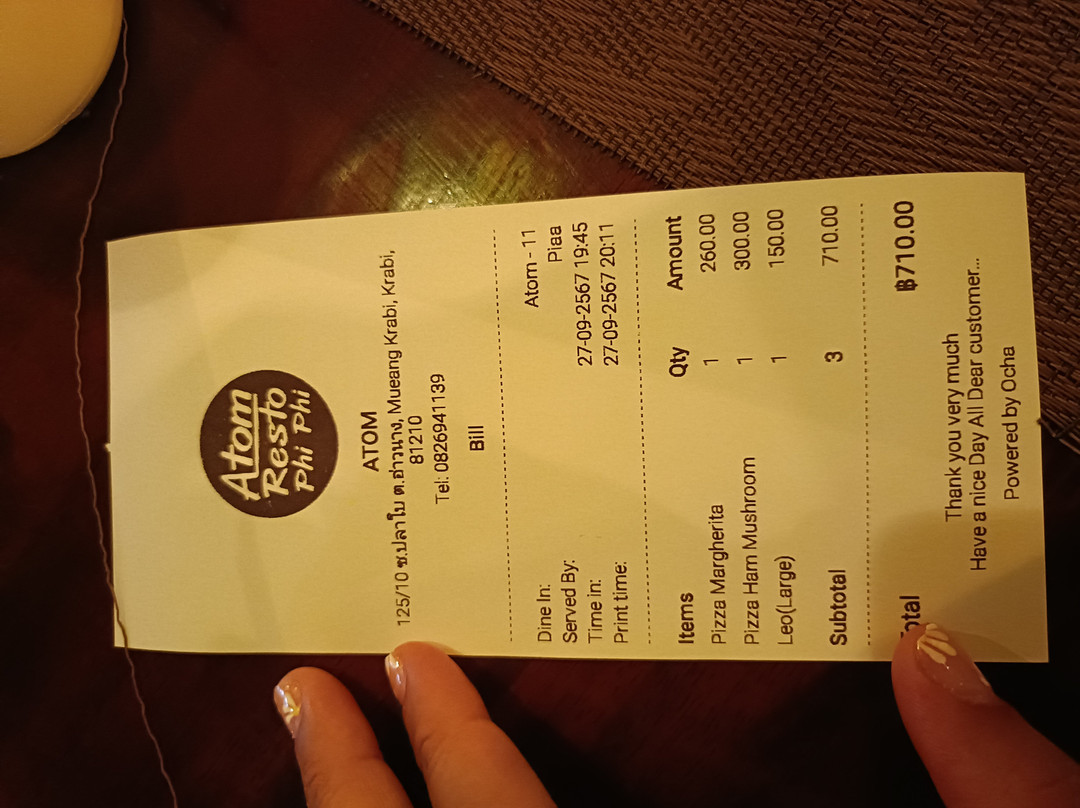 Atom
Resto
Phi Phi
ATOM
125/10 ซ.ปลาใบ ต.อ่าวนาง, Mueang Krabi, Krabi,
81210
Tel: 0826941139
Bill
Dine In: Atom - 11
Served By: Piaa
Time in: 27-09-2567 19:45
Print time: 27-09-2567 20:11
Items Qty Amount
Pizza Margherita 1 260.00
Pizza Ham Mushroom 1 300.00
Leo(Large) 1 150.00
Subtotal 3 710.00
Total ฿710.00
Thank you very much
Have a nice Day All Dear customer...
Powered by Ocha